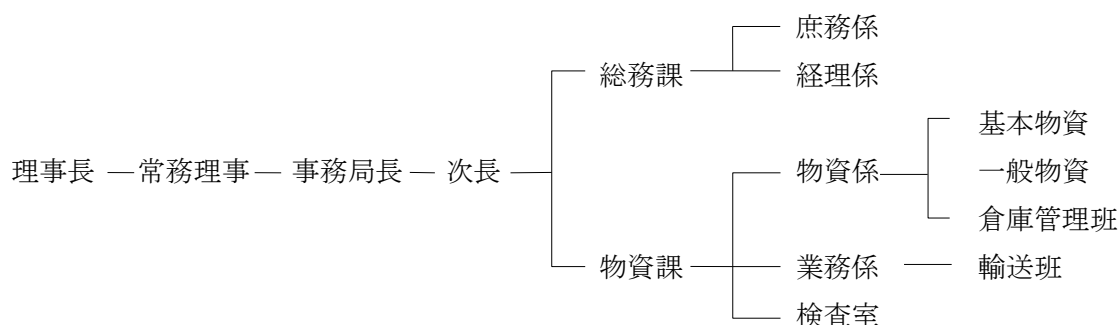 庶務係
総務課 経理係
基本物資
理事長 常務理事 事務局長 次長 物資係 一般物資
倉庫管理班
物資課 業務係 輸送班
検査室